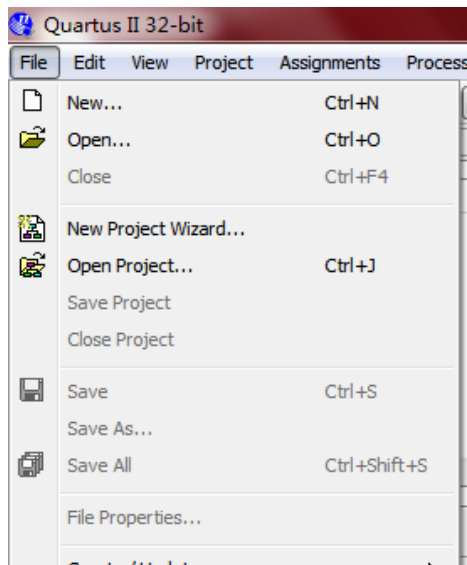 Quartus II 32-bit
File Edit View Project Assignments Process
New... Ctrl+N
Open... Ctrl+O
Close Ctrl+F4
New Project Wizard...
Open Project... Ctrl+J
Save Project
Close Project
Save Ctrl+S
Save As...
Save All Ctrl+Shift+S
File Properties...